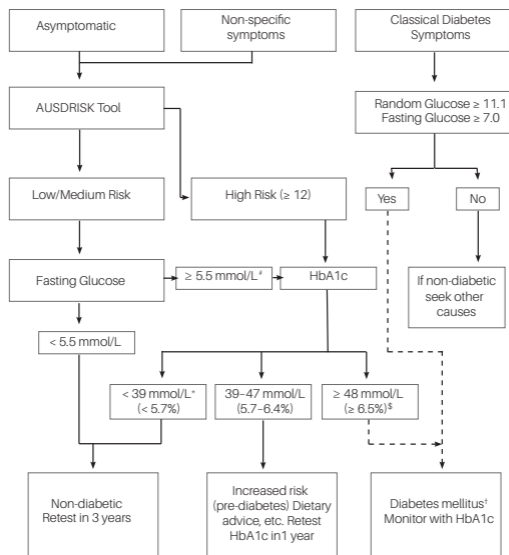 Asymptomatic
Non-specific
symptoms
Classical Diabetes
Symptoms
AUSDRISK Tool
Random Glucose ≥ 11.1
Fasting Glucose ≥ 7.0
Low/Medium Risk
High Risk (≥ 12)
Yes
No
Fasting Glucose
≥ 5.5 mmol/L#
HbA1c
If non-diabetic
seek other
causes
< 5.5 mmol/L
< 39 mmol/L*
(< 5.7%)
39–47 mmol/L
(5.7–6.4%)
≥ 48 mmol/L
(≥ 6.5%)$
Non-diabetic
Retest in 3 years
Increased risk
(pre-diabetes) Dietary
advice, etc. Retest
HbA1c in1 year
Diabetes mellitus†
Monitor with HbA1c